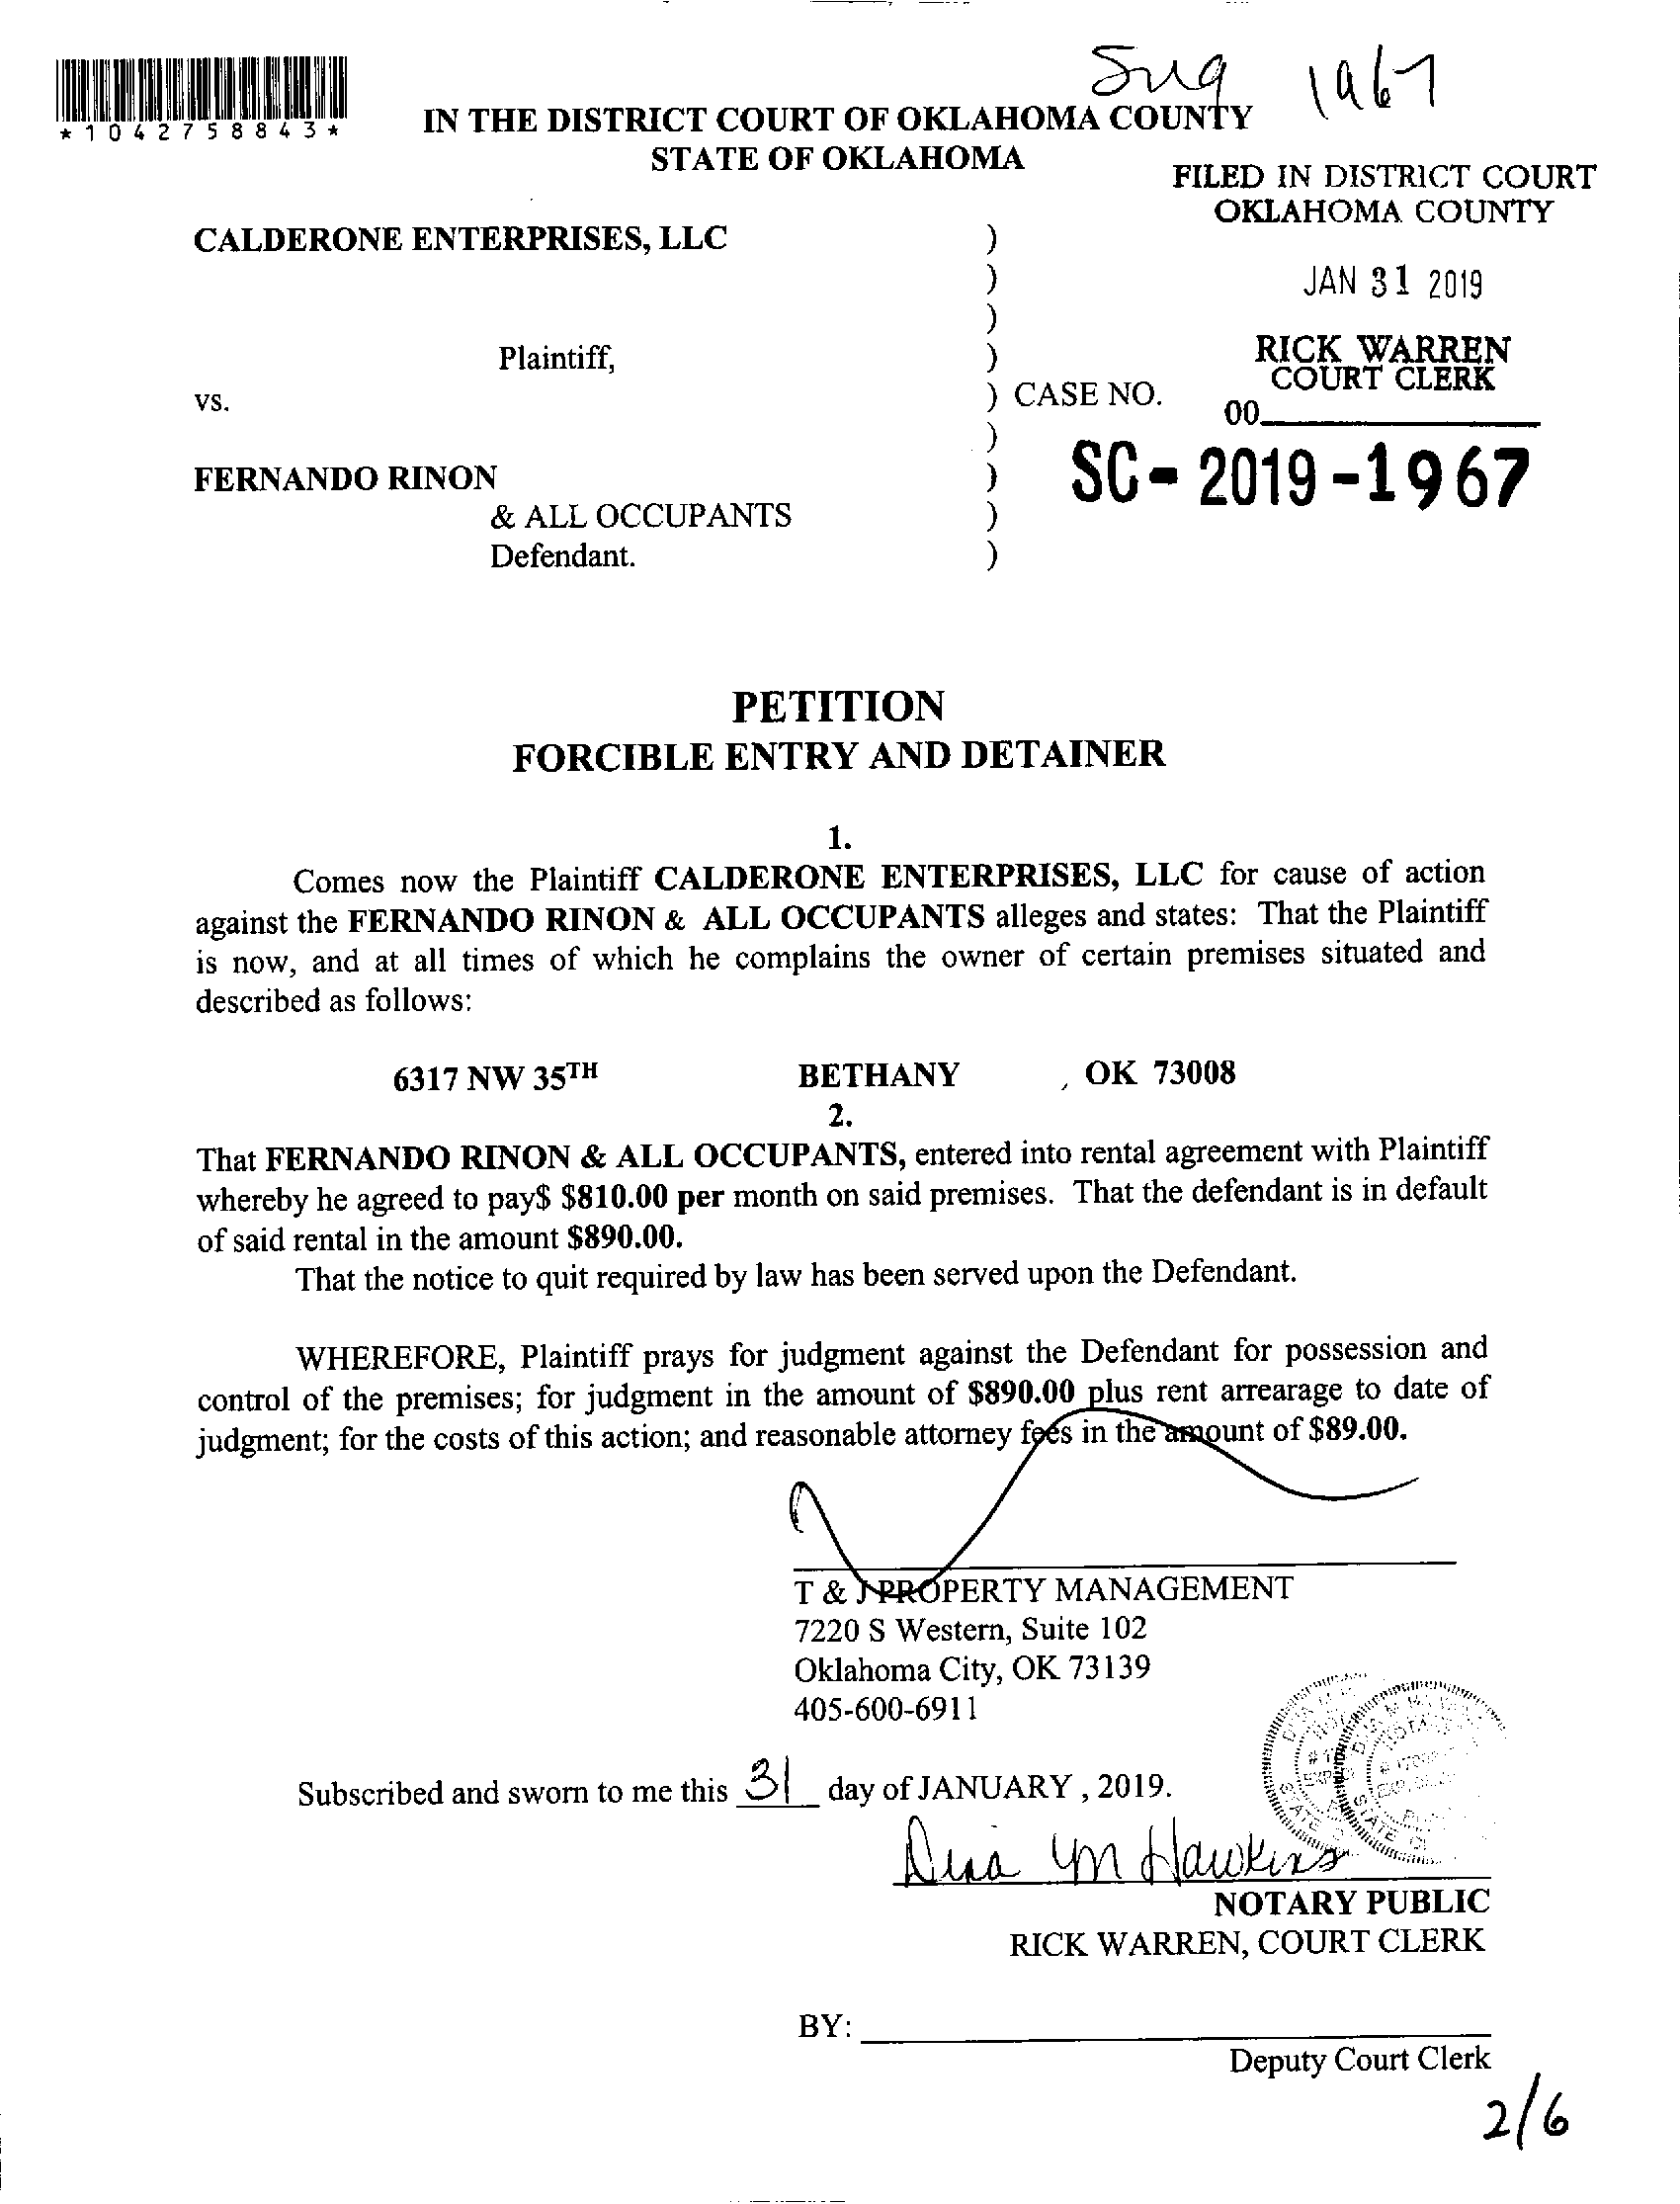 Sug 1967
*1042758843*
IN THE DISTRICT COURT OF OKLAHOMA COUNTY
STATE OF OKLAHOMA
FILED IN DISTRICT COURT
OKLAHOMA COUNTY
CALDERONE ENTERPRISES, LLC )
)
JAN 31 2019
)
Plaintiff, )
RICK WARREN
COURT CLERK
vs. ) CASE NO.
00
)
FERNANDO RINON )
SC-2019-1967
& ALL OCCUPANTS )
Defendant. )
PETITION
FORCIBLE ENTRY AND DETAINER
1.
Comes now the Plaintiff CALDERONE ENTERPRISES, LLC for cause of action
against the FERNANDO RINON & ALL OCCUPANTS alleges and states: That the Plaintiff
is now, and at all times of which he complains the owner of certain premises situated and
described as follows:
6317 NW 35TH BETHANY , OK 73008
2.
That FERNANDO RINON & ALL OCCUPANTS, entered into rental agreement with Plaintiff
whereby he agreed to pay$ $810.00 per month on said premises. That the defendant is in default
of said rental in the amount $890.00.
That the notice to quit required by law has been served upon the Defendant.
WHEREFORE, Plaintiff prays for judgment against the Defendant for possession and
control of the premises; for judgment in the amount of $890.00 plus rent arrearage to date of
judgment; for the costs of this action; and reasonable attorney fees in the amount of $89.00.
T & J PROPERTY MANAGEMENT
7220 S Western, Suite 102
Oklahoma City, OK 73139
405-600-6911
Subscribed and sworn to me this 31 day of JANUARY , 2019.
Dina M Hawkins
NOTARY PUBLIC
RICK WARREN, COURT CLERK
BY:
Deputy Court Clerk
2/6